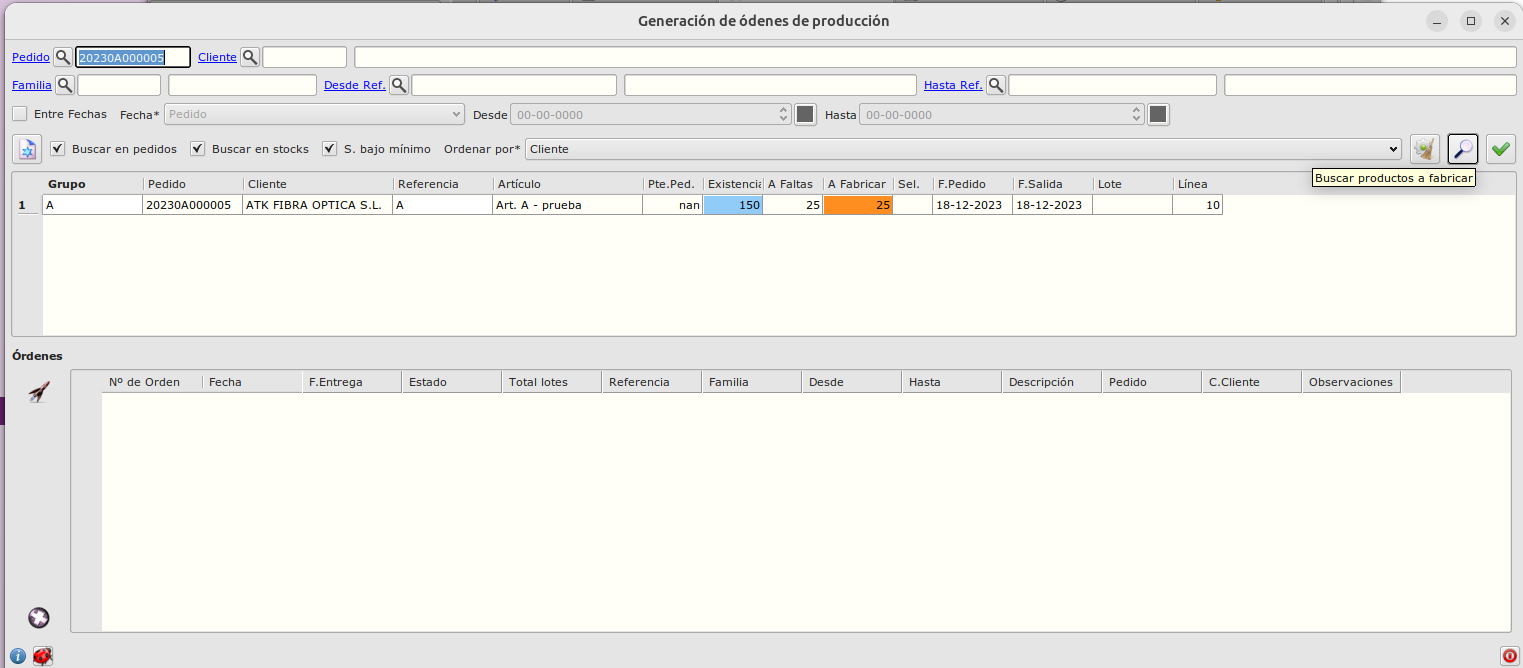 Generación de ódenes de producción
Pedido 20230A000005 Cliente
Familia Desde Ref. Hasta Ref.
Entre Fechas Fecha* Pedido Desde 00-00-0000 Hasta 00-00-0000
Buscar en pedidos Buscar en stocks S. bajo mínimo Ordenar por* Cliente
Buscar productos a fabricar
Grupo Pedido Cliente Referencia Artículo Pte.Ped. Existencia A Faltas A Fabricar Sel. F.Pedido F.Salida Lote Línea
1 A 20230A000005 ATK FIBRA OPTICA S.L. A Art. A - prueba nan 150 25 25 18-12-2023 18-12-2023 10
Órdenes
Nº de Orden Fecha F.Entrega Estado Total lotes Referencia Familia Desde Hasta Descripción Pedido C.Cliente Observaciones